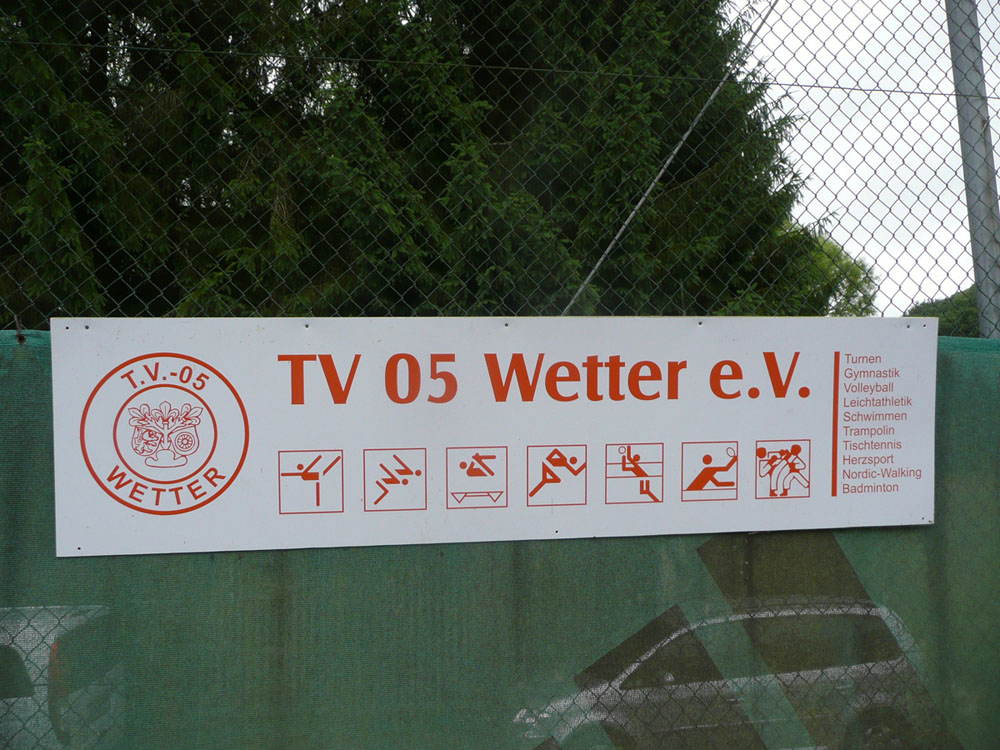 T.V.-05
WETTER
TV 05 Wetter e.V.
Turnen
Gymnastik
Volleyball
Leichtathletik
Schwimmen
Trampolin
Tischtennis
Herzsport
Nordic-Walking
Badminton